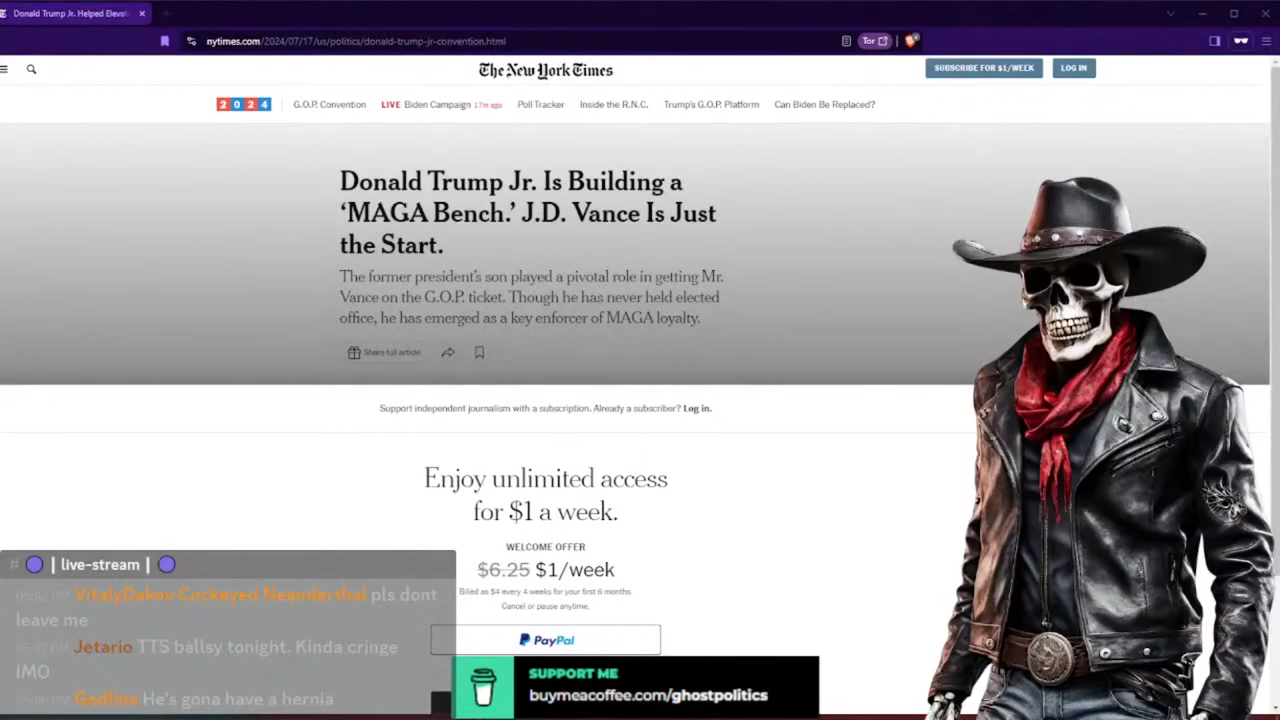 Donald Trump Jr. Helped Eleva
nytimes.com/2024/07/17/us/politics/donald-trump-jr-convention.html
Tor
The New York Times
SUBSCRIBE FOR $1/WEEK
LOG IN
2024
G.O.P. Convention
LIVE Biden Campaign 17m ago
Poll Tracker
Inside the R.N.C.
Trump's G.O.P. Platform
Can Biden Be Replaced?
Donald Trump Jr. Is Building a
‘MAGA Bench.’ J.D. Vance Is Just
the Start.
The former president's son played a pivotal role in getting Mr.
Vance on the G.O.P. ticket. Though he has never held elected
office, he has emerged as a key enforcer of MAGA loyalty.
Share full article
Support independent journalism with a subscription. Already a subscriber? Log in.
Enjoy unlimited access
for $1 a week.
WELCOME OFFER
$6.25 $1/week
Billed as $4 every 4 weeks for your first 6 months.
Cancel or pause anytime.
PayPal
# | live-stream |
VitalyDakov Cuckeyed Neanderthal pls dont
leave me
Jetario TTS ballsy tonight. Kinda cringe
IMO
He's gona have a hernia
SUPPORT ME
buymeacoffee.com/ghostpolitics